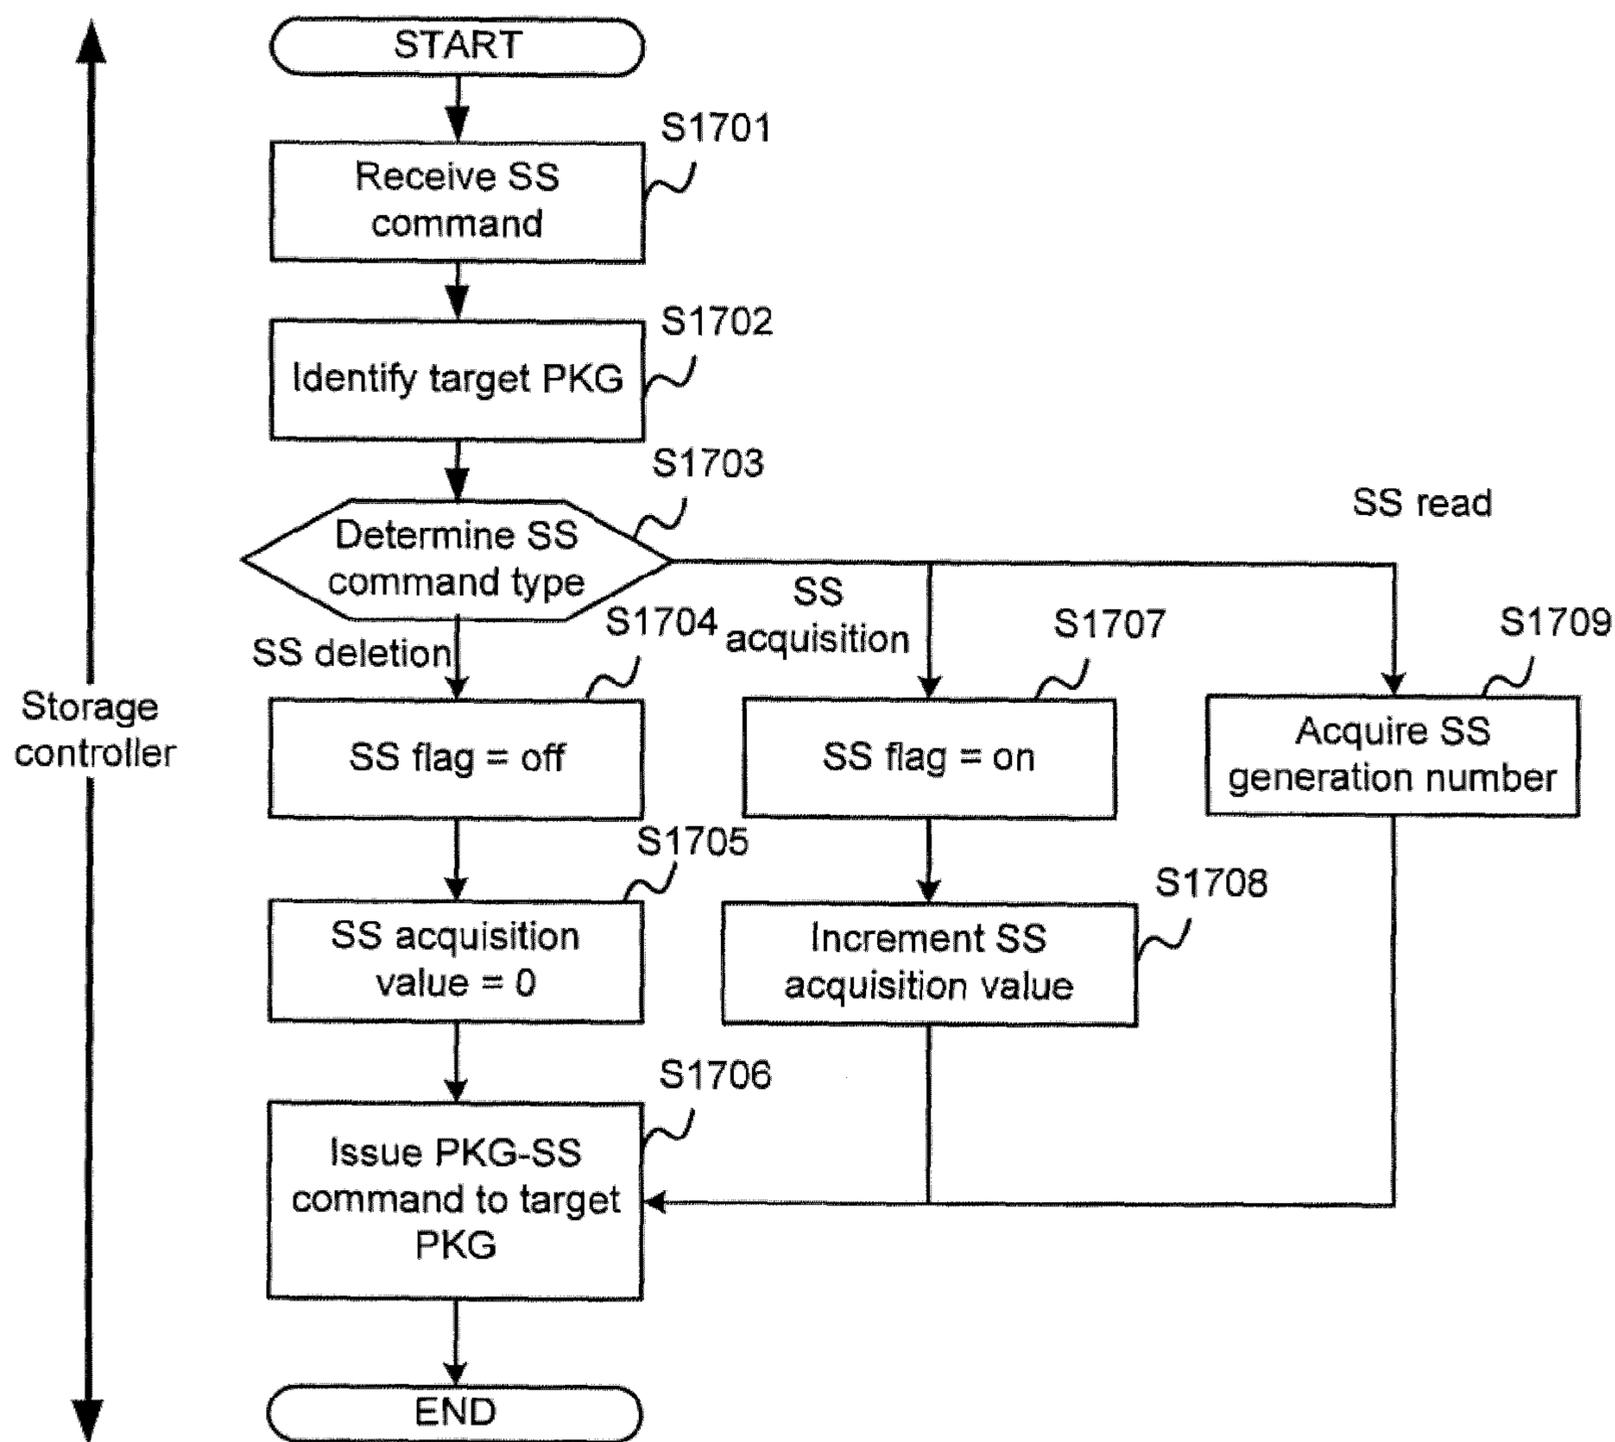 START
S1701
Receive SS
command
S1702
Identify target PKG
S1703
Determine SS
command type
SS read
SS
acquisition
SS deletion
S1704
S1707
S1709
Storage
controller
SS flag = off
SS flag = on
Acquire SS
generation number
S1705
S1708
SS acquisition
value = 0
Increment SS
acquisition value
S1706
Issue PKG-SS
command to target
PKG
END